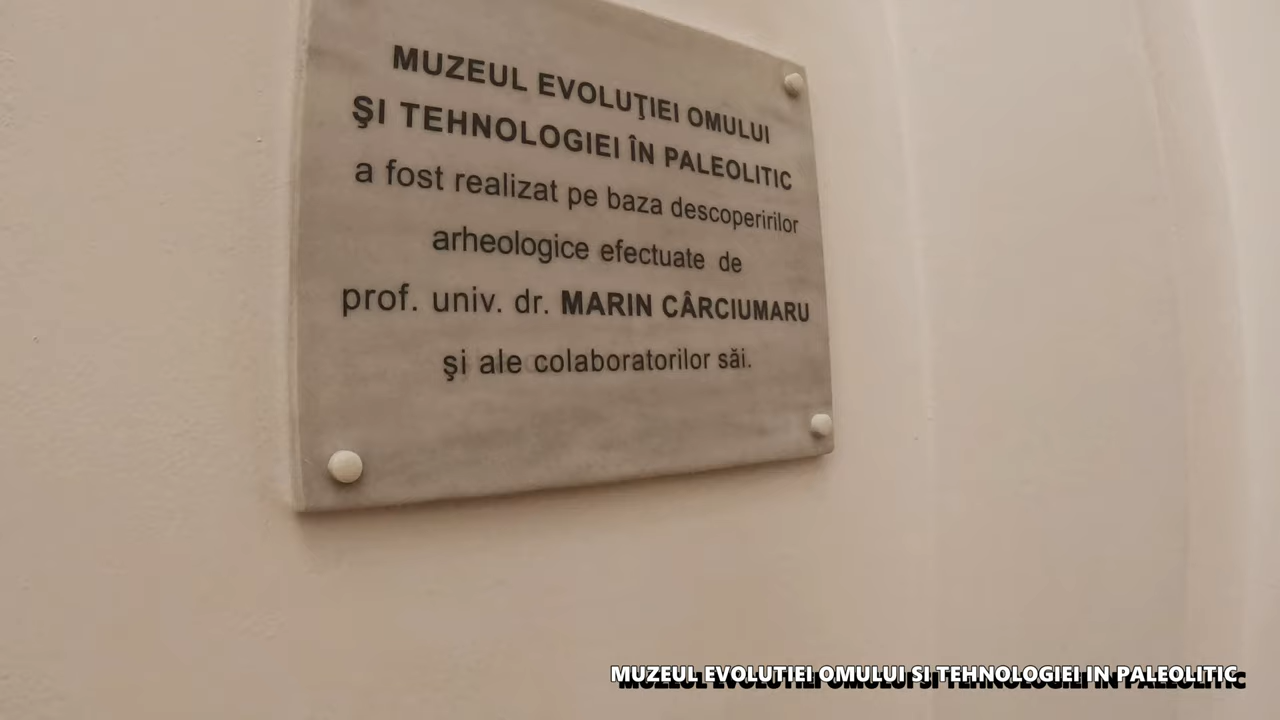 MUZEUL EVOLUŢIEI OMULUI
ŞI TEHNOLOGIEI ÎN PALEOLITIC
a fost realizat pe baza descoperirilor
arheologice efectuate de
prof. univ. dr. MARIN CÂRCIUMARU
şi ale colaboratorilor săi.
MUZEUL EVOLUTIEI OMULUI SI TEHNOLOGIEI IN PALEOLITIC